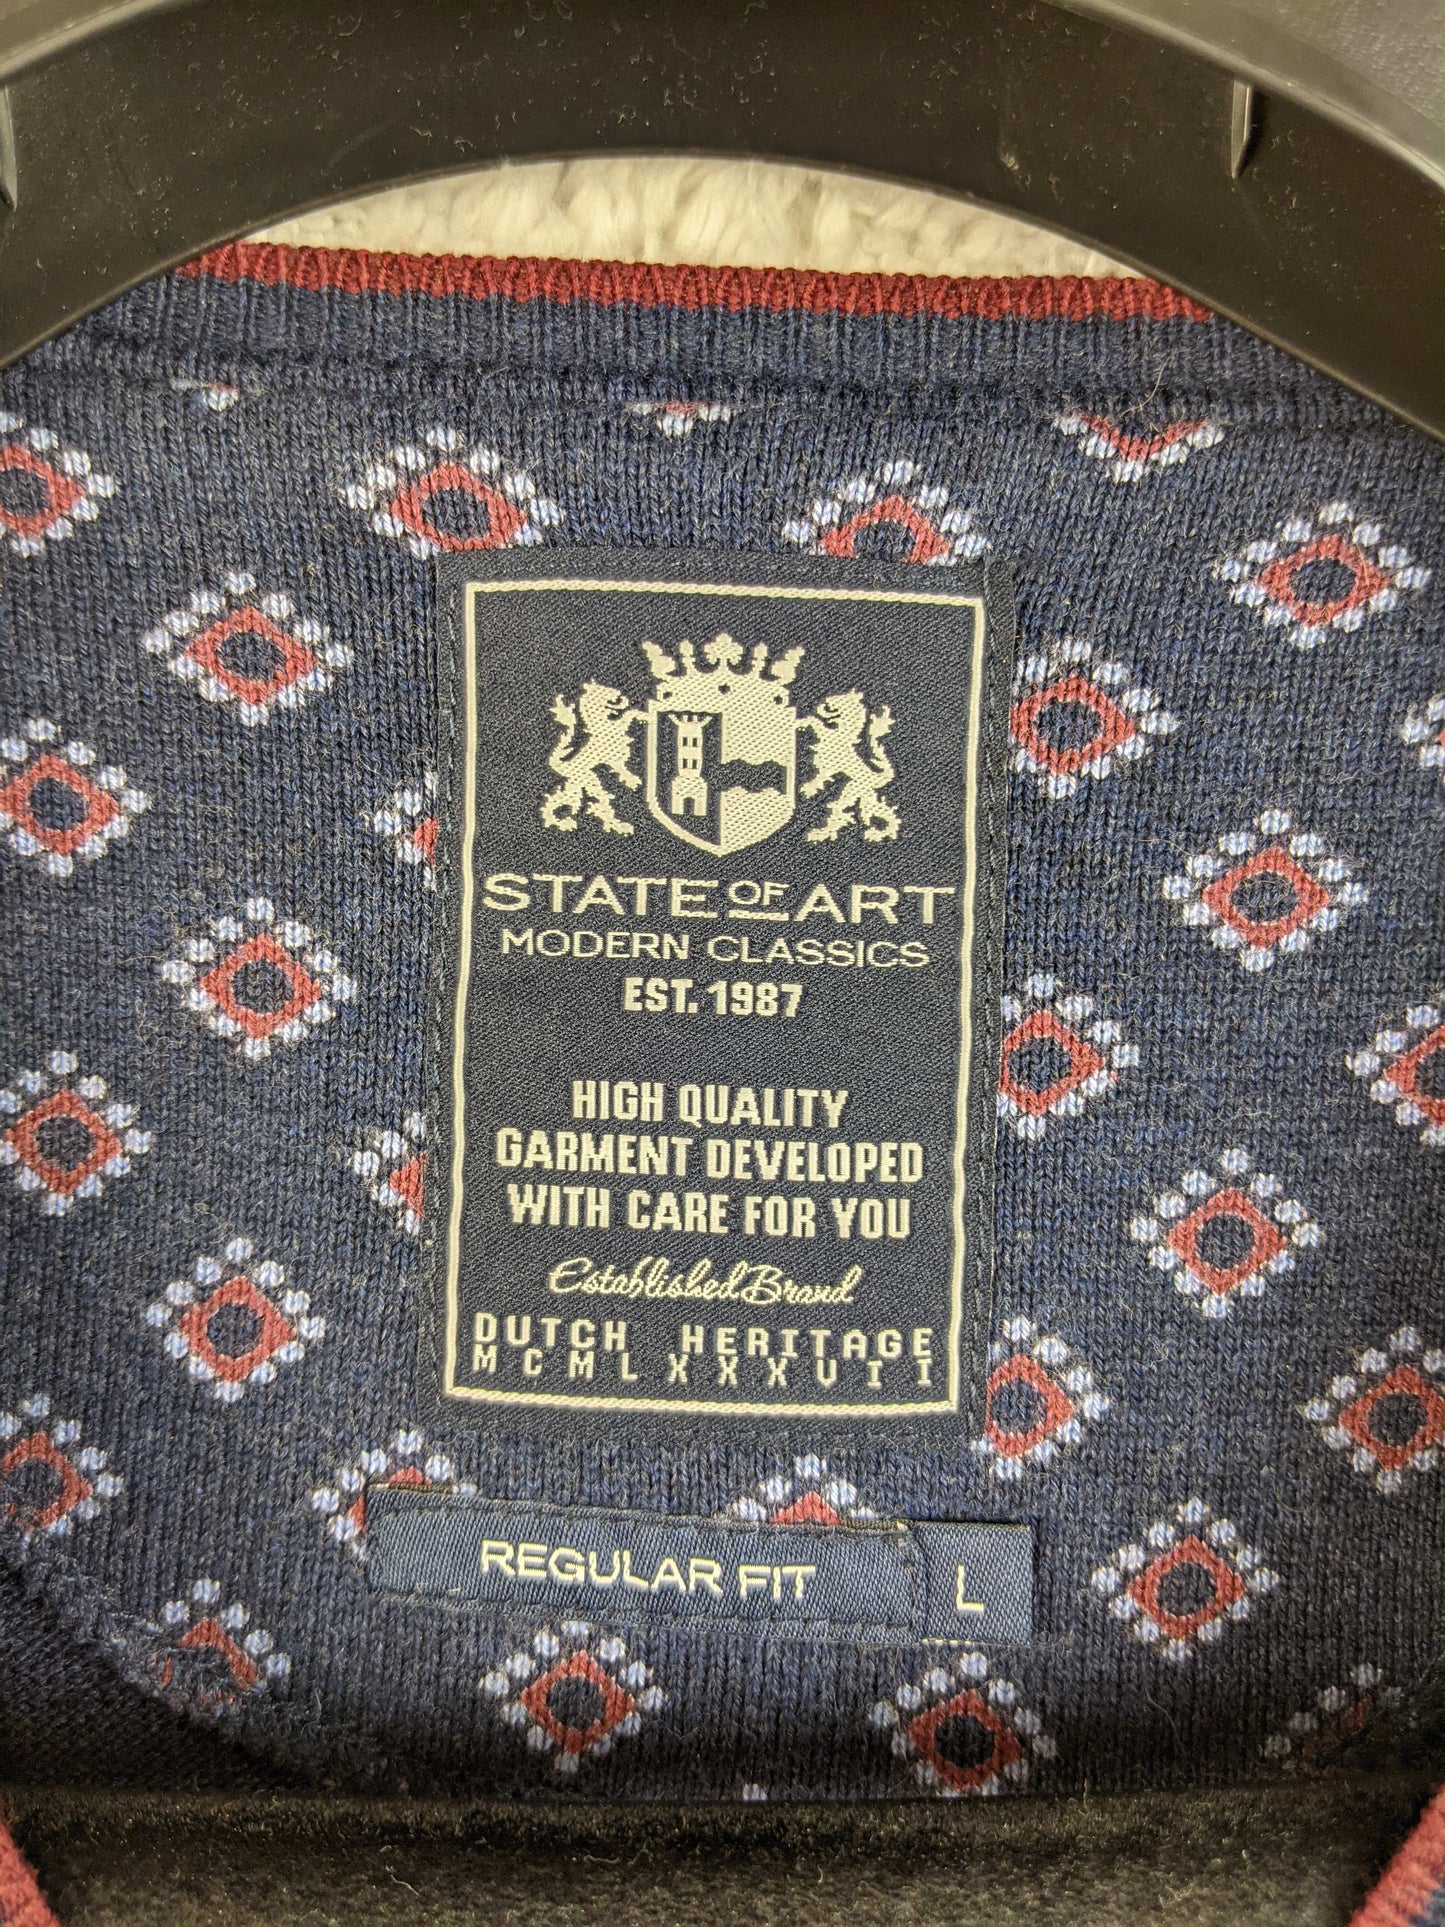 STATE OF ART
MODERN CLASSICS
EST. 1987
HIGH QUALITY
GARMENT DEVELOPED
WITH CARE FOR YOU
Established Brand
DUTCH HERITAGE
MCMLXXXVII
REGULAR FIT L